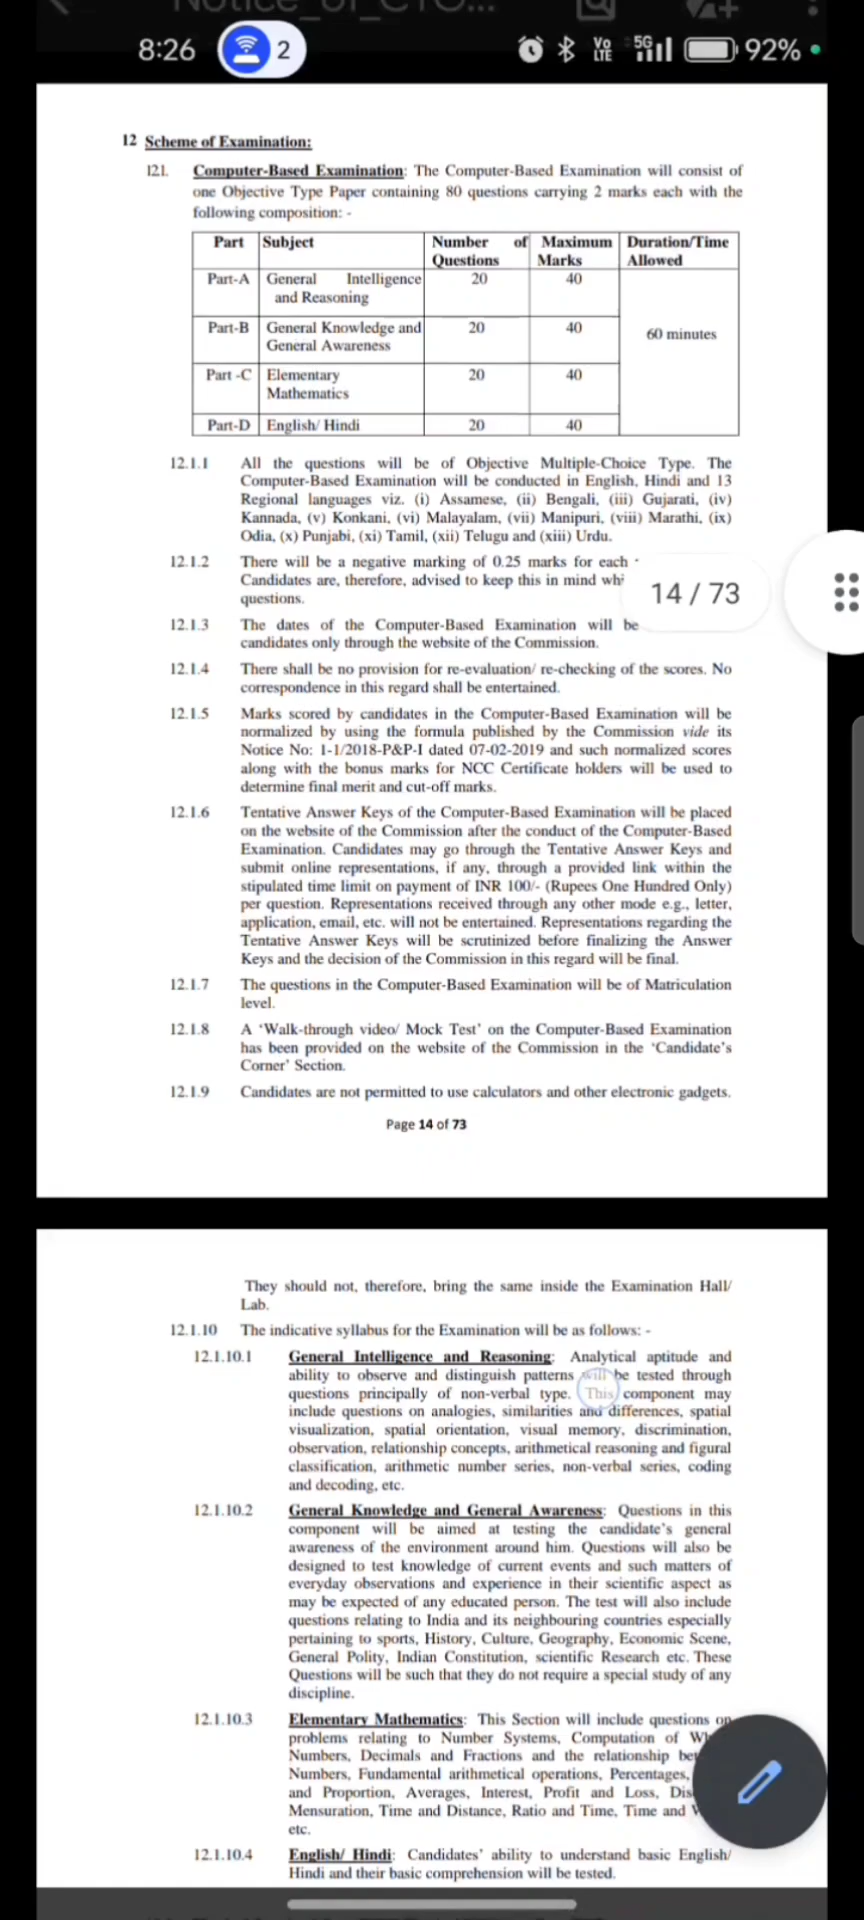 8:26 2 VoLTE 5G 92%
12 Scheme of Examination:
12.1. Computer-Based Examination: The Computer-Based Examination will consist of
one Objective Type Paper containing 80 questions carrying 2 marks each with the
following composition: -
Part Subject Number of Maximum Duration/Time
Questions Marks Allowed
Part-A General Intelligence 20 40
and Reasoning
Part-B General Knowledge and 20 40 60 minutes
General Awareness
Part -C Elementary 20 40
Mathematics
Part-D English/ Hindi 20 40
12.1.1 All the questions will be of Objective Multiple-Choice Type. The
Computer-Based Examination will be conducted in English, Hindi and 13
Regional languages viz. (i) Assamese, (ii) Bengali, (iii) Gujarati, (iv)
Kannada, (v) Konkani, (vi) Malayalam, (vii) Manipuri, (viii) Marathi, (ix)
Odia, (x) Punjabi, (xi) Tamil, (xii) Telugu and (xiii) Urdu.
12.1.2 There will be a negative marking of 0.25 marks for each
Candidates are, therefore, advised to keep this in mind
questions.
14 / 73
12.1.3 The dates of the Computer-Based Examination will be
candidates only through the website of the Commission.
12.1.4 There shall be no provision for re-evaluation/ re-checking of the scores. No
correspondence in this regard shall be entertained.
12.1.5 Marks scored by candidates in the Computer-Based Examination will be
normalized by using the formula published by the Commission vide its
Notice No: 1-1/2018-P&P-I dated 07-02-2019 and such normalized scores
along with the bonus marks for NCC Certificate holders will be used to
determine final merit and cut-off marks.
12.1.6 Tentative Answer Keys of the Computer-Based Examination will be placed
on the website of the Commission after the conduct of the Computer-Based
Examination. Candidates may go through the Tentative Answer Keys and
submit online representations, if any, through a provided link within the
stipulated time limit on payment of INR 100/- (Rupees One Hundred Only)
per question. Representations received through any other mode e.g., letter,
application, email, etc. will not be entertained. Representations regarding the
Tentative Answer Keys will be scrutinized before finalizing the Answer
Keys and the decision of the Commission in this regard will be final.
12.1.7 The questions in the Computer-Based Examination will be of Matriculation
level.
12.1.8 A ‘Walk-through video/ Mock Test’ on the Computer-Based Examination
has been provided on the website of the Commission in the ‘Candidate’s
Corner’ Section.
12.1.9 Candidates are not permitted to use calculators and other electronic gadgets.
Page 14 of 73
They should not, therefore, bring the same inside the Examination Hall/
Lab.
12.1.10 The indicative syllabus for the Examination will be as follows: -
12.1.10.1 General Intelligence and Reasoning: Analytical aptitude and
ability to observe and distinguish patterns will be tested through
questions principally of non-verbal type. This component may
include questions on analogies, similarities and differences, spatial
visualization, spatial orientation, visual memory, discrimination,
observation, relationship concepts, arithmetical reasoning and figural
classification, arithmetic number series, non-verbal series, coding
and decoding, etc.
12.1.10.2 General Knowledge and General Awareness: Questions in this
component will be aimed at testing the candidate’s general
awareness of the environment around him. Questions will also be
designed to test knowledge of current events and such matters of
everyday observations and experience in their scientific aspect as
may be expected of any educated person. The test will also include
questions relating to India and its neighbouring countries especially
pertaining to sports, History, Culture, Geography, Economic Scene,
General Polity, Indian Constitution, scientific Research etc. These
Questions will be such that they do not require a special study of any
discipline.
12.1.10.3 Elementary Mathematics: This Section will include questions on
problems relating to Number Systems, Computation of
Numbers, Decimals and Fractions and the relationship
Numbers, Fundamental arithmetical operations, Percentages,
and Proportion, Averages, Interest, Profit and Loss,
Mensuration, Time and Distance, Ratio and Time, Time and
etc.
12.1.10.4 English/ Hindi: Candidates’ ability to understand basic English/
Hindi and their basic comprehension will be tested.